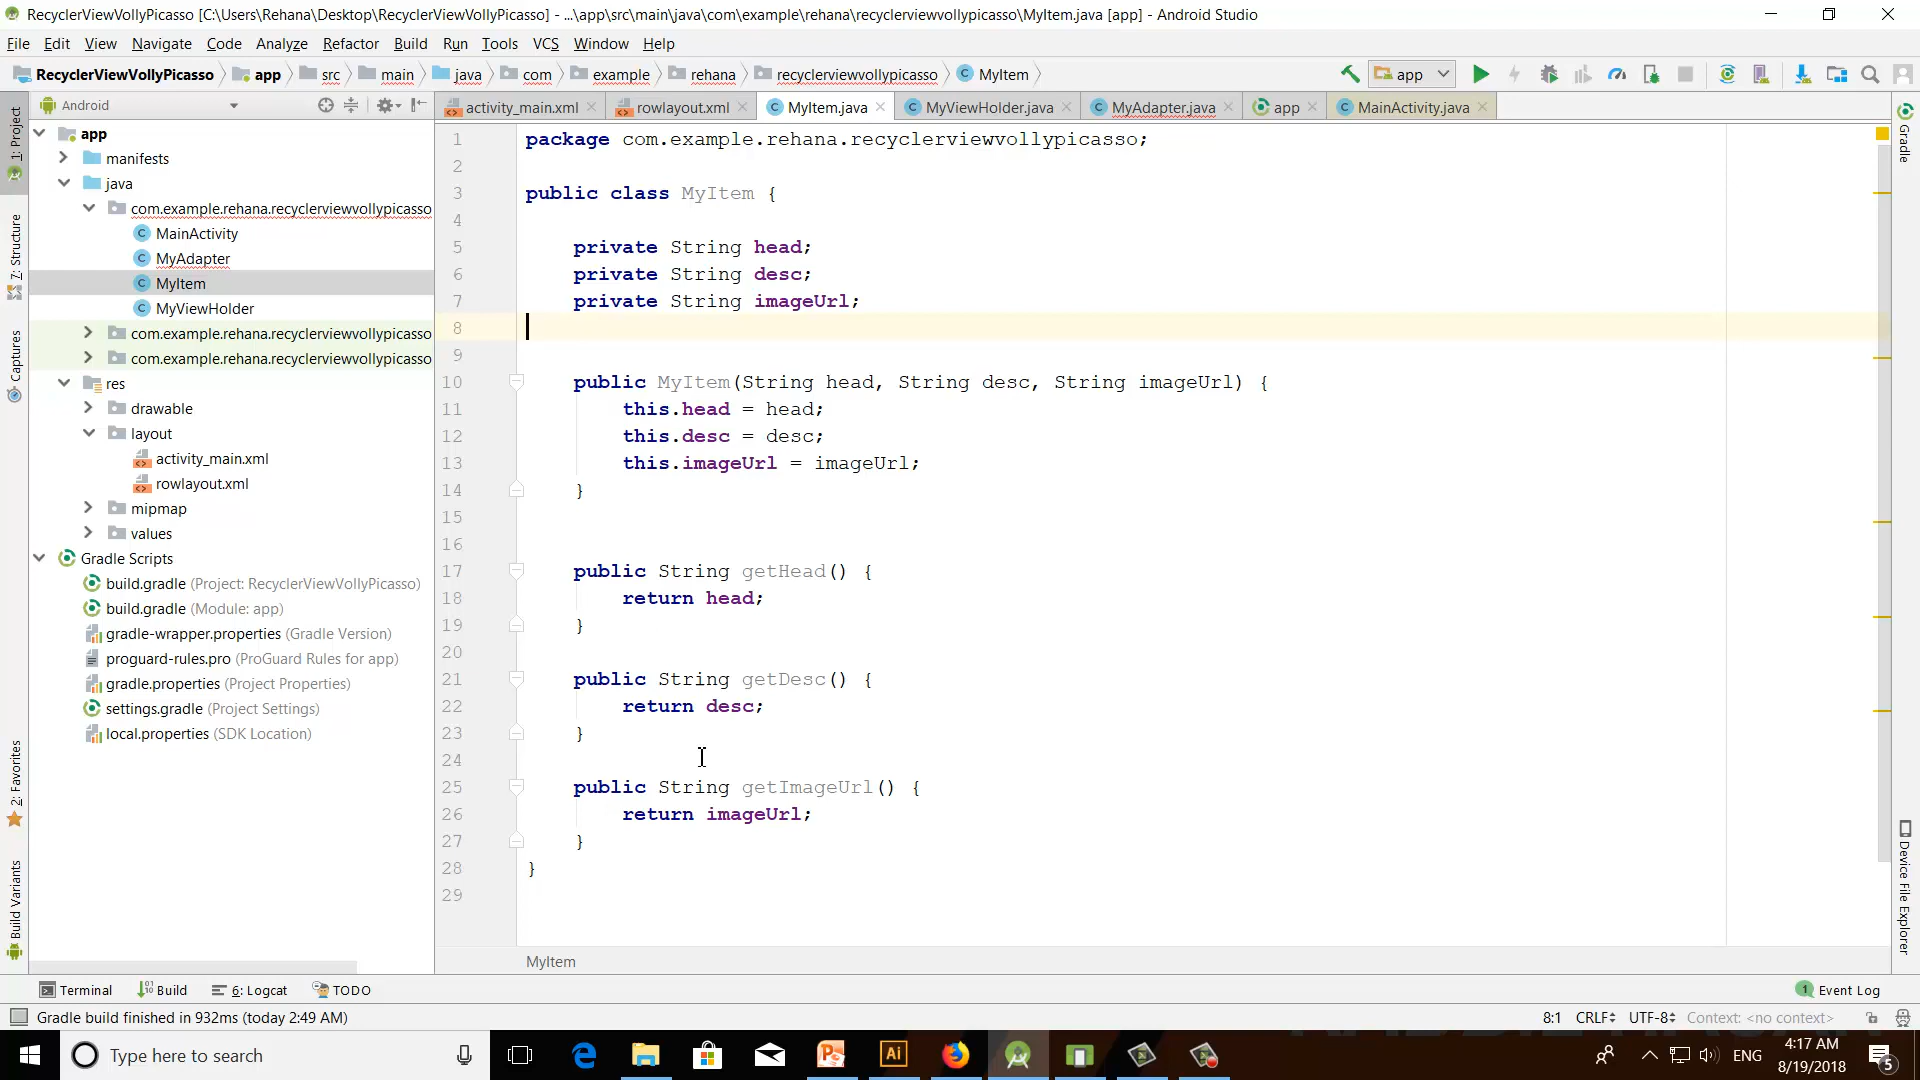 RecyclerViewVollyPicasso [C:\Users\Rehana\Desktop\RecyclerViewVollyPicasso] - ...\app\src\main\java\com\example\rehana\recyclerviewvollypicasso\MyItem.java [app] - Android Studio
File Edit View Navigate Code Analyze Refactor Build Run Tools VCS Window Help
RecyclerViewVollyPicasso app src main java com example rehana recyclerviewvollypicasso MyItem app
Android activity_main.xml rowlayout.xml MyItem.java MyViewHolder.java MyAdapter.java app MainActivity.java
1: Project
7: Structure
Captures
2: Favorites
Build Variants
app
manifests
java
com.example.rehana.recyclerviewvollypicasso
MainActivity
MyAdapter
MyItem
MyViewHolder
com.example.rehana.recyclerviewvollypicasso
com.example.rehana.recyclerviewvollypicasso
res
drawable
layout
activity_main.xml
rowlayout.xml
mipmap
values
Gradle Scripts
build.gradle (Project: RecyclerViewVollyPicasso)
build.gradle (Module: app)
gradle-wrapper.properties (Gradle Version)
proguard-rules.pro (ProGuard Rules for app)
gradle.properties (Project Properties)
settings.gradle (Project Settings)
local.properties (SDK Location)
1 package com.example.rehana.recyclerviewvollypicasso;
2
3 public class MyItem {
4
5 private String head;
6 private String desc;
7 private String imageUrl;
8
9
10 public MyItem(String head, String desc, String imageUrl) {
11 this.head = head;
12 this.desc = desc;
13 this.imageUrl = imageUrl;
14 }
15
16
17 public String getHead() {
18 return head;
19 }
20
21 public String getDesc() {
22 return desc;
23 }
24
25 public String getImageUrl() {
26 return imageUrl;
27 }
28 }
29
MyItem
Gradle
Device File Explorer
Terminal Build 6: Logcat TODO 1 Event Log
Gradle build finished in 932ms (today 2:49 AM) 8:1 CRLF UTF-8 Context: <no context>
Type here to search Ai ENG 4:17 AM
8/19/2018 5